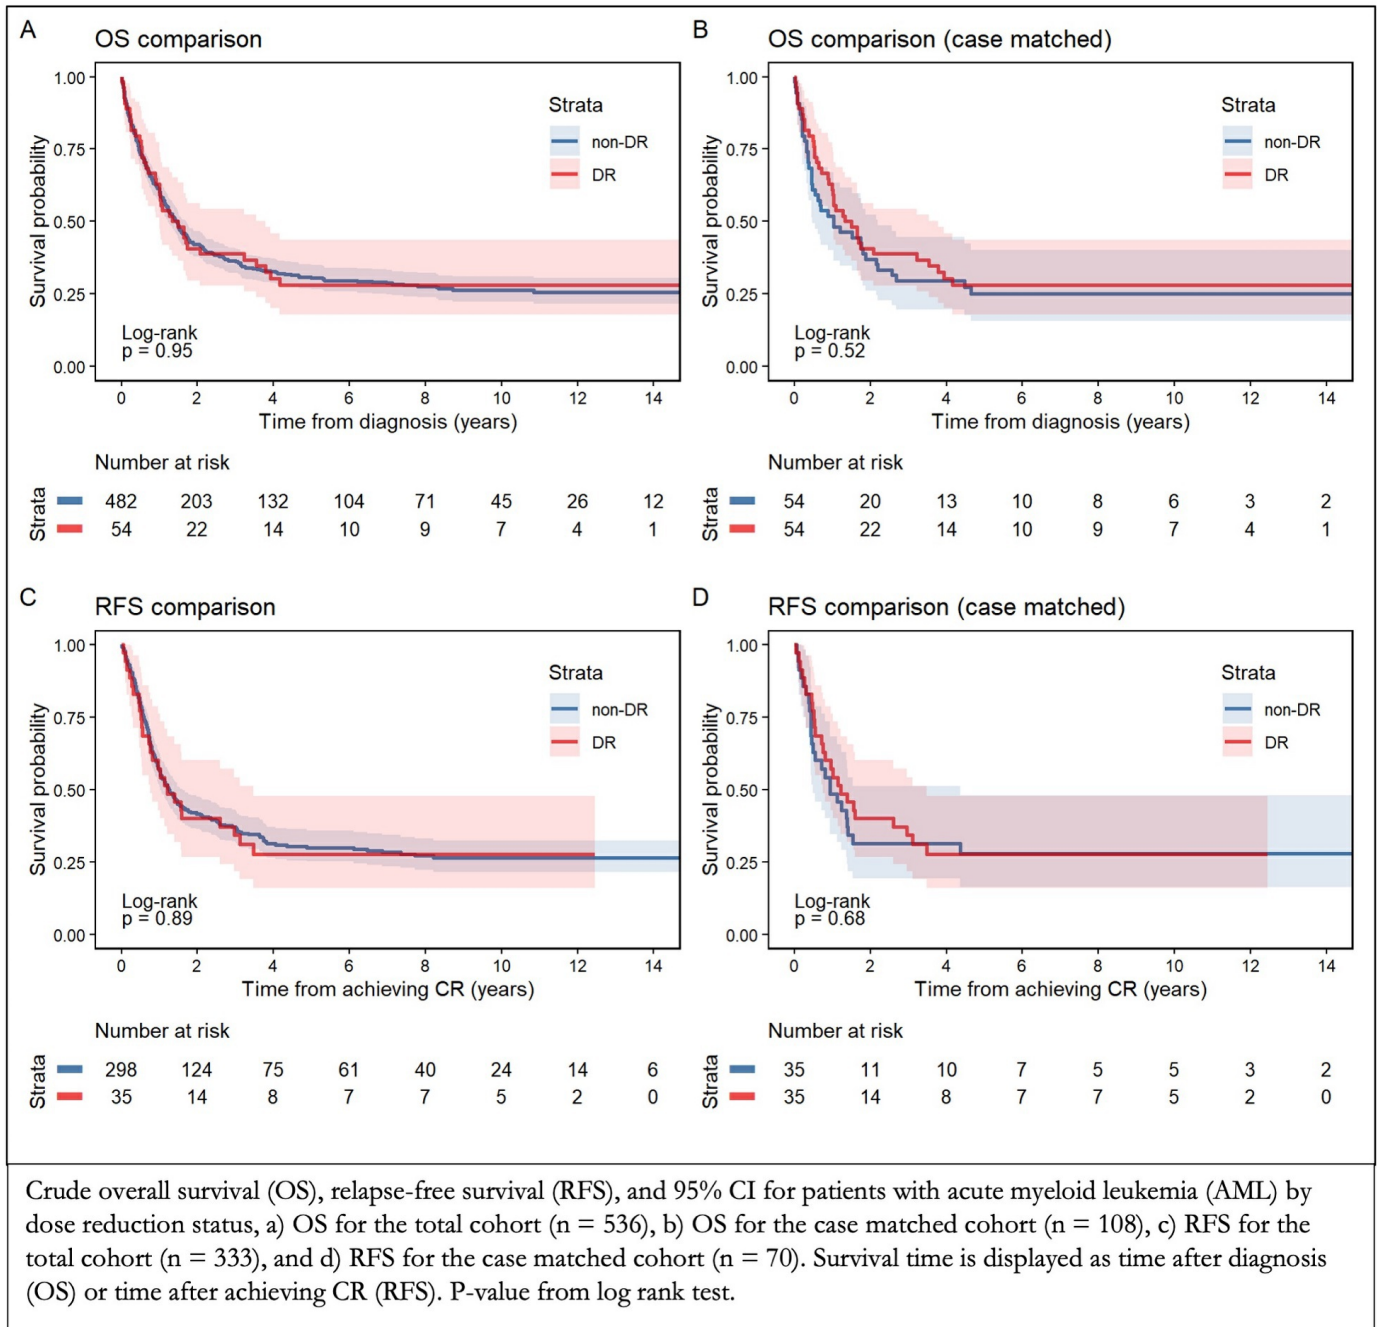 A
OS comparison
Survival probability
1.00
0.75
0.50
0.25
0.00
Strata
non-DR
DR
Log-rank
p = 0.95
0 2 4 6 8 10 12 14
Time from diagnosis (years)
Number at risk
Strata
482 203 132 104 71 45 26 12
54 22 14 10 9 7 4 1
B
OS comparison (case matched)
Survival probability
1.00
0.75
0.50
0.25
0.00
Strata
non-DR
DR
Log-rank
p = 0.52
0 2 4 6 8 10 12 14
Time from diagnosis (years)
Number at risk
Strata
54 20 13 10 8 6 3 2
54 22 14 10 9 7 4 1
C
RFS comparison
Survival probability
1.00
0.75
0.50
0.25
0.00
Strata
non-DR
DR
Log-rank
p = 0.89
0 2 4 6 8 10 12 14
Time from achieving CR (years)
Number at risk
Strata
298 124 75 61 40 24 14 6
35 14 8 7 7 5 2 0
D
RFS comparison (case matched)
Survival probability
1.00
0.75
0.50
0.25
0.00
Strata
non-DR
DR
Log-rank
p = 0.68
0 2 4 6 8 10 12 14
Time from achieving CR (years)
Number at risk
Strata
35 11 10 7 5 5 3 2
35 14 8 7 7 5 2 0
Crude overall survival (OS), relapse-free survival (RFS), and 95% CI for patients with acute myeloid leukemia (AML) by
dose reduction status, a) OS for the total cohort (n = 536), b) OS for the case matched cohort (n = 108), c) RFS for the
total cohort (n = 333), and d) RFS for the case matched cohort (n = 70). Survival time is displayed as time after diagnosis
(OS) or time after achieving CR (RFS). P-value from log rank test.